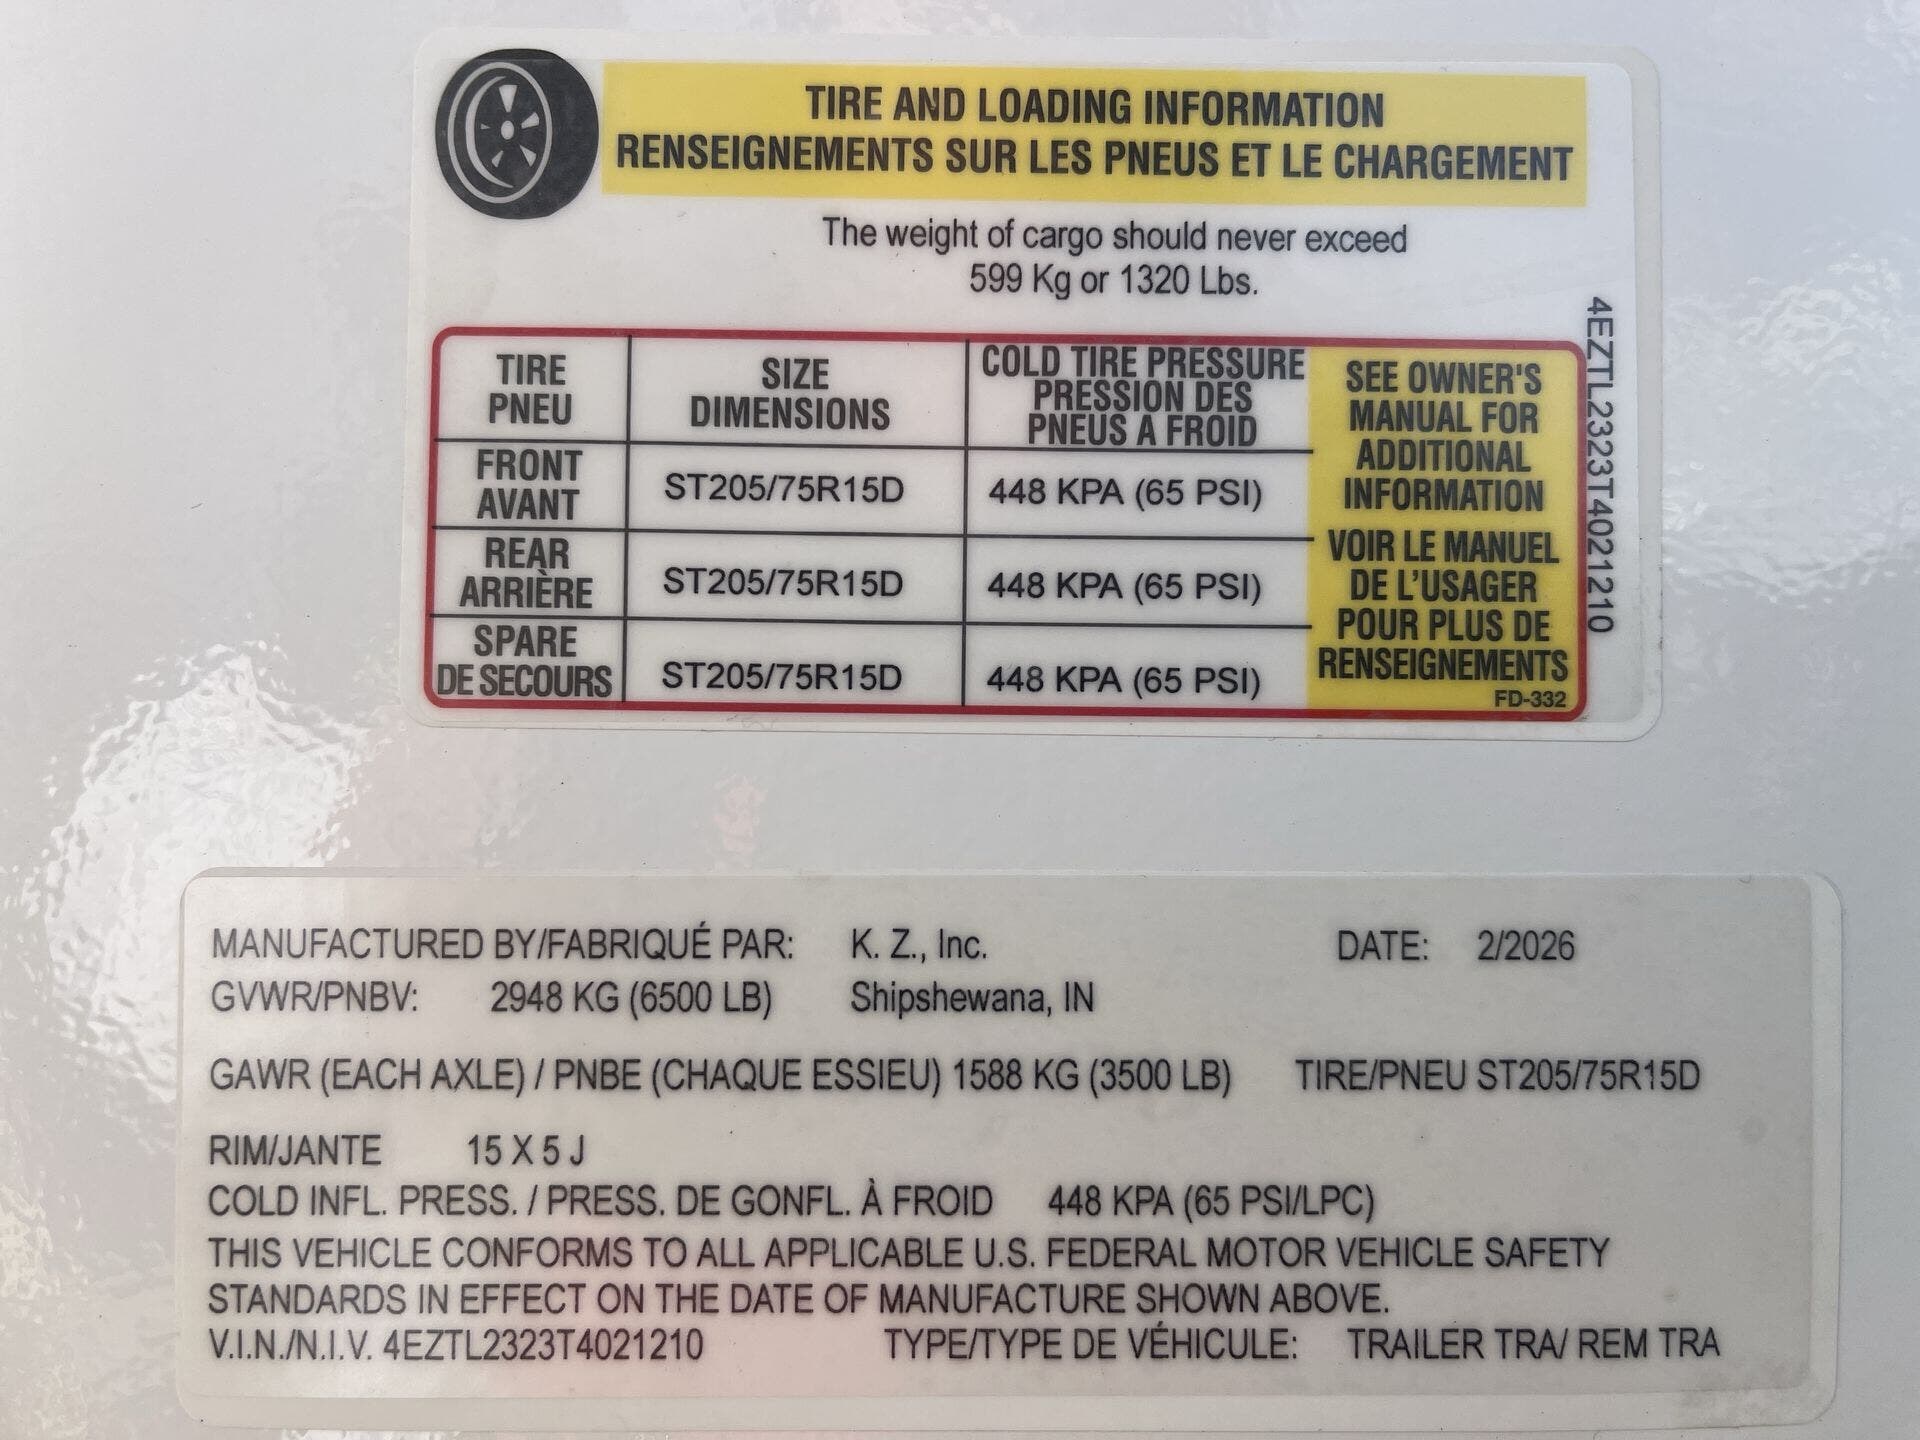 TIRE AND LOADING INFORMATION
RENSEIGNEMENTS SUR LES PNEUS ET LE CHARGEMENT
The weight of cargo should never exceed
599 Kg or 1320 Lbs.
TIRE
PNEU
SIZE
DIMENSIONS
COLD TIRE PRESSURE
PRESSION DES
PNEUS A FROID
FRONT
AVANT
ST205/75R15D
448 KPA (65 PSI)
REAR
ARRIÈRE
ST205/75R15D
448 KPA (65 PSI)
SPARE
DE SECOURS
ST205/75R15D
448 KPA (65 PSI)
SEE OWNER'S
MANUAL FOR
ADDITIONAL
INFORMATION
VOIR LE MANUEL
DE L'USAGER
POUR PLUS DE
RENSEIGNEMENTS
FD-332
4EZTL2323T4021210
MANUFACTURED BY/FABRIQUÉ PAR: K. Z., Inc. DATE: 2/2026
GVWR/PNBV: 2948 KG (6500 LB) Shipshewana, IN
GAWR (EACH AXLE) / PNBE (CHAQUE ESSIEU) 1588 KG (3500 LB) TIRE/PNEU ST205/75R15D
RIM/JANTE 15 X 5 J
COLD INFL. PRESS. / PRESS. DE GONFL. À FROID 448 KPA (65 PSI/LPC)
THIS VEHICLE CONFORMS TO ALL APPLICABLE U.S. FEDERAL MOTOR VEHICLE SAFETY
STANDARDS IN EFFECT ON THE DATE OF MANUFACTURE SHOWN ABOVE.
V.I.N./N.I.V. 4EZTL2323T4021210 TYPE/TYPE DE VÉHICULE: TRAILER TRA/ REM TRA